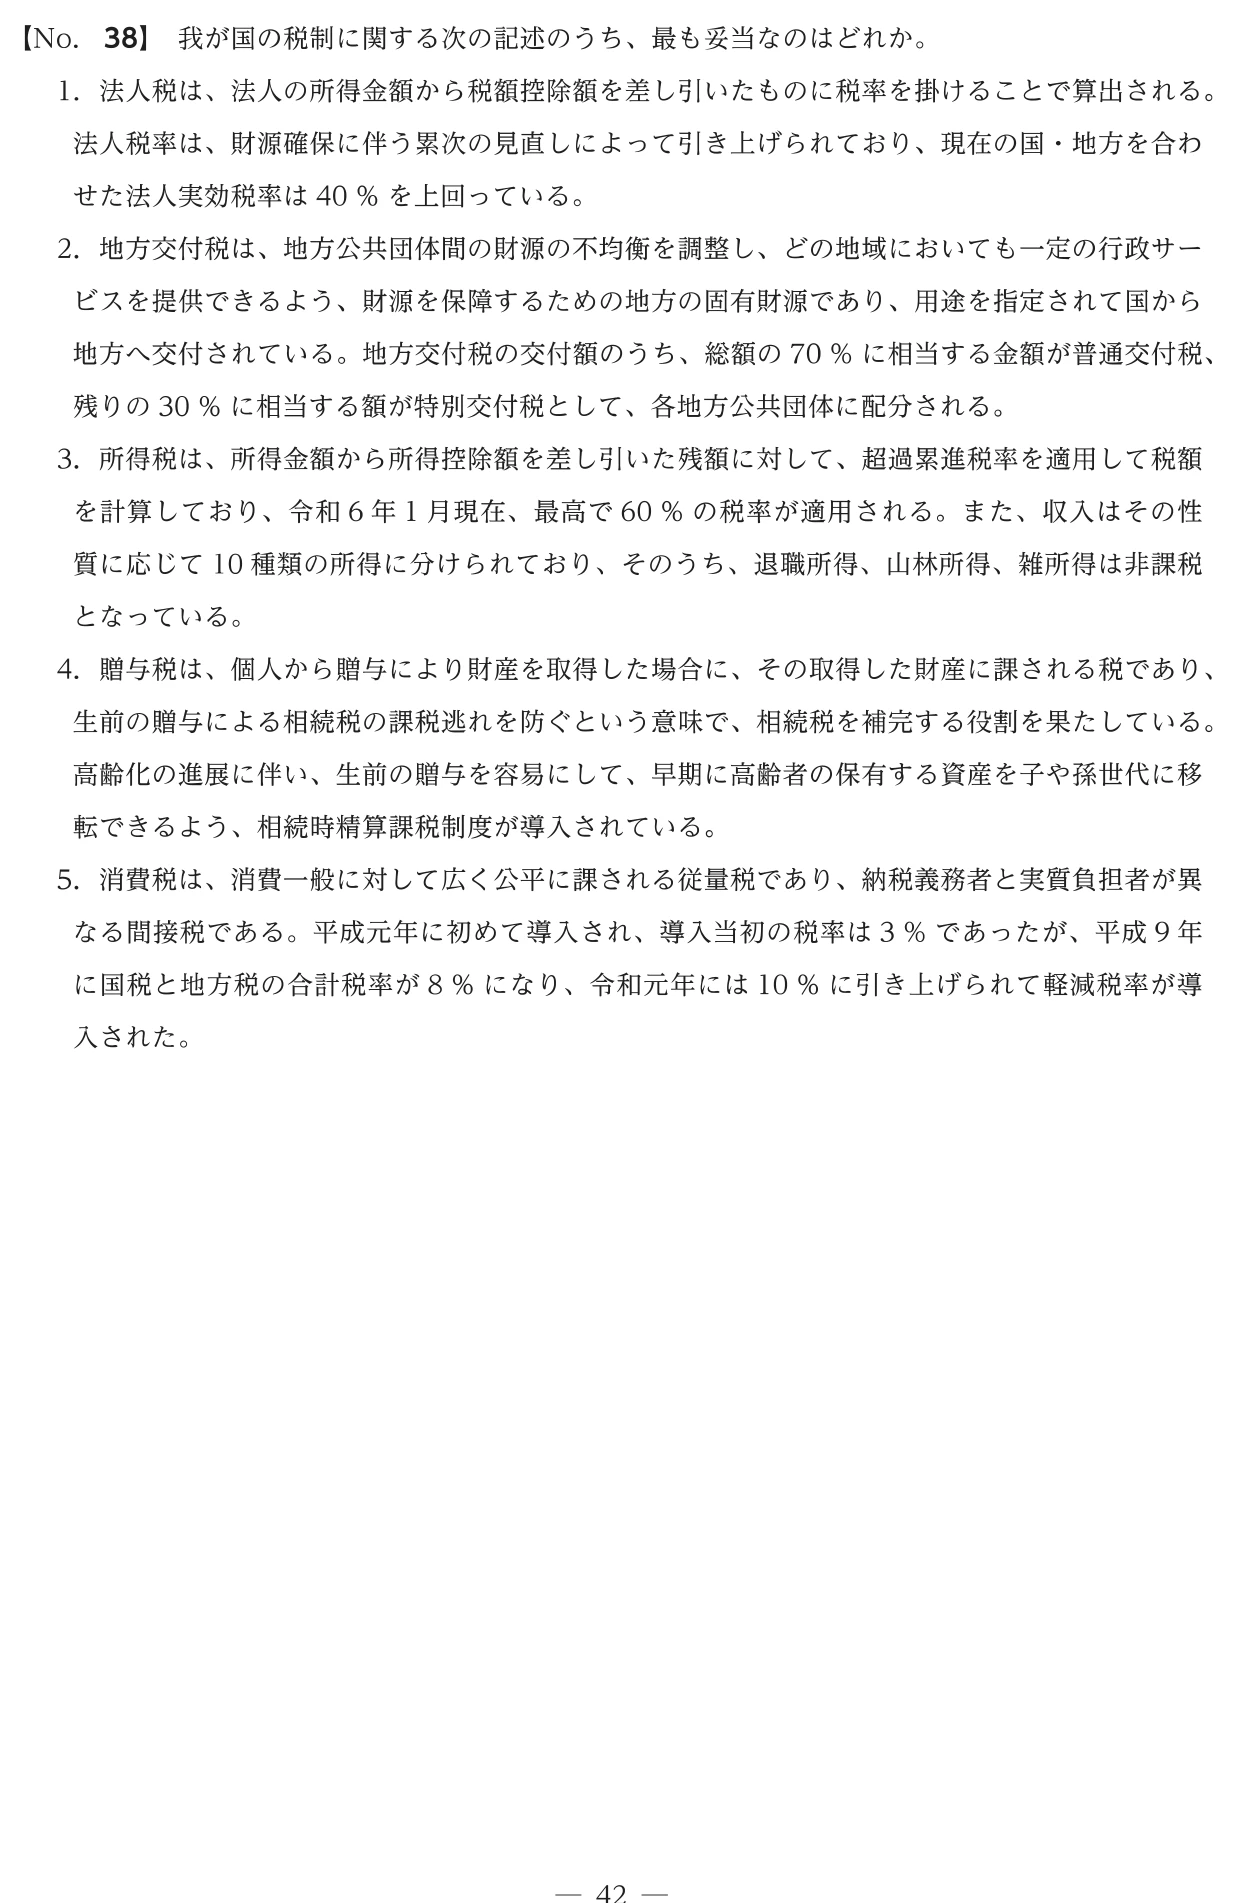 【No. 38】 我が国の税制に関する次の記述のうち、最も妥当なのはどれか。
1. 法人税は、法人の所得金額から税額控除額を差し引いたものに税率を掛けることで算出される。
法人税率は、財源確保に伴う累次の見直しによって引き上げられており、現在の国・地方を合わ
せた法人実効税率は 40 % を上回っている。
2. 地方交付税は、地方公共団体間の財源の不均衡を調整し、どの地域においても一定の行政サー
ビスを提供できるよう、財源を保障するための地方の固有財源であり、用途を指定されて国から
地方へ交付されている。地方交付税の交付額のうち、総額の 70 % に相当する金額が普通交付税、
残りの 30 % に相当する額が特別交付税として、各地方公共団体に配分される。
3. 所得税は、所得金額から所得控除額を差し引いた残額に対して、超過累進税率を適用して税額
を計算しており、令和 6 年 1 月現在、最高で 60 % の税率が適用される。また、収入はその性
質に応じて 10 種類の所得に分けられており、そのうち、退職所得、山林所得、雑所得は非課税
となっている。
4. 贈与税は、個人から贈与により財産を取得した場合に、その取得した財産に課される税であり、
生前の贈与による相続税の課税逃れを防ぐという意味で、相続税を補完する役割を果たしている。
高齢化の進展に伴い、生前の贈与を容易にして、早期に高齢者の保有する資産を子や孫世代に移
転できるよう、相続時精算課税制度が導入されている。
5. 消費税は、消費一般に対して広く公平に課される従量税であり、納税義務者と実質負担者が異
なる間接税である。平成元年に初めて導入され、導入当初の税率は 3 % であったが、平成 9 年
に国税と地方税の合計税率が 8 % になり、令和元年には 10 % に引き上げられて軽減税率が導
入された。
— 42 —